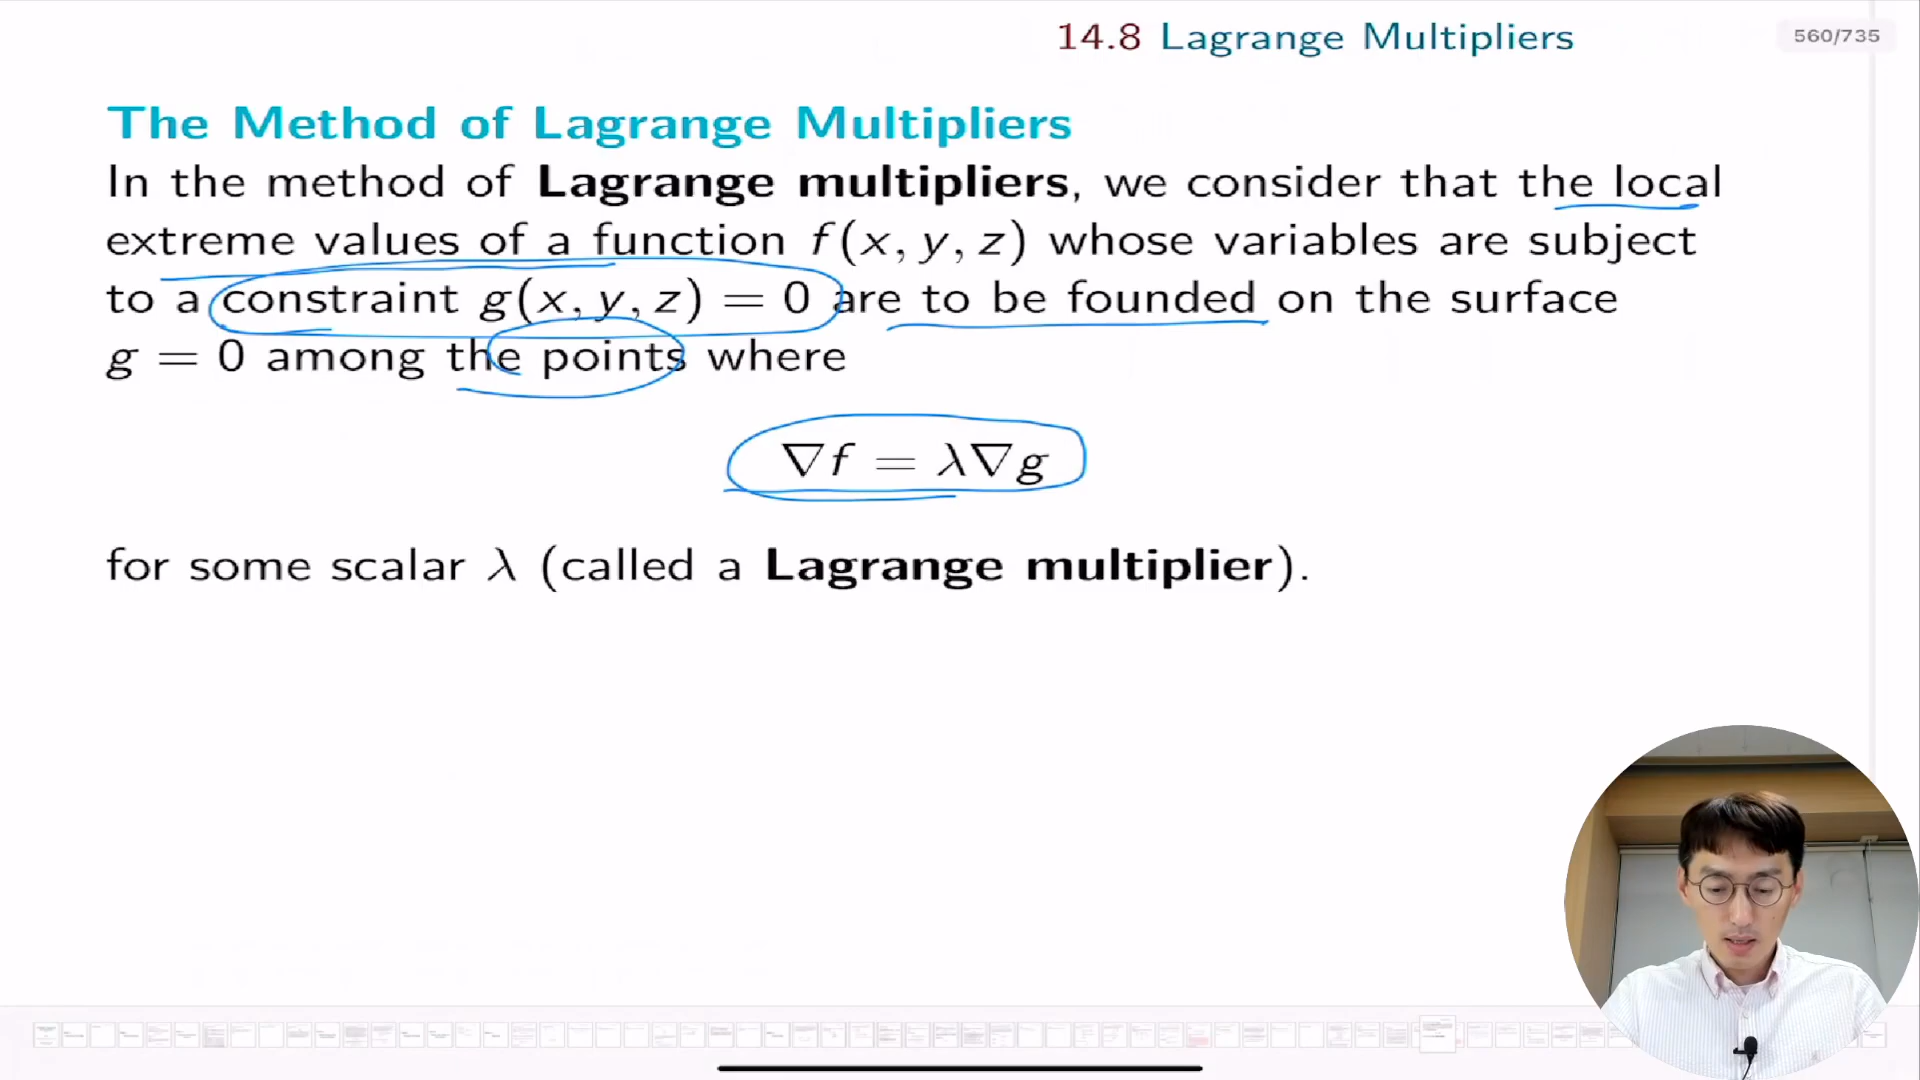 14.8 Lagrange Multipliers
560/735
The Method of Lagrange Multipliers
In the method of Lagrange multipliers, we consider that the local
extreme values of a function f(x, y, z) whose variables are subject
to a constraint g(x, y, z) = 0 are to be founded on the surface
g = 0 among the points where
∇f = λ∇g
for some scalar λ (called a Lagrange multiplier).